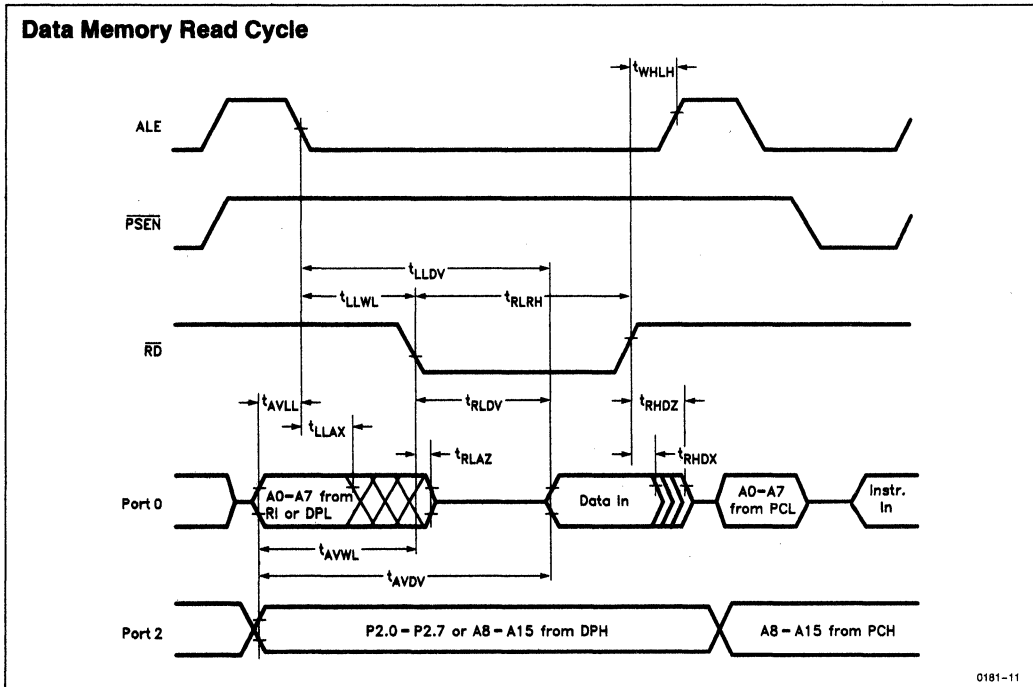 Data Memory Read Cycle
tWHLH
ALE
PSEN
tLLDV
tLLWL
tRLRH
RD
tAVLL
tRLDV
tRHDZ
tLLAX
tRLAZ
tRHDX
Port 0
A0–A7 from
RI or DPL
Data In
A0–A7
from PCL
Instr.
In
tAVWL
tAVDV
Port 2
P2.0–P2.7 or A8–A15 from DPH
A8–A15 from PCH
0181–11